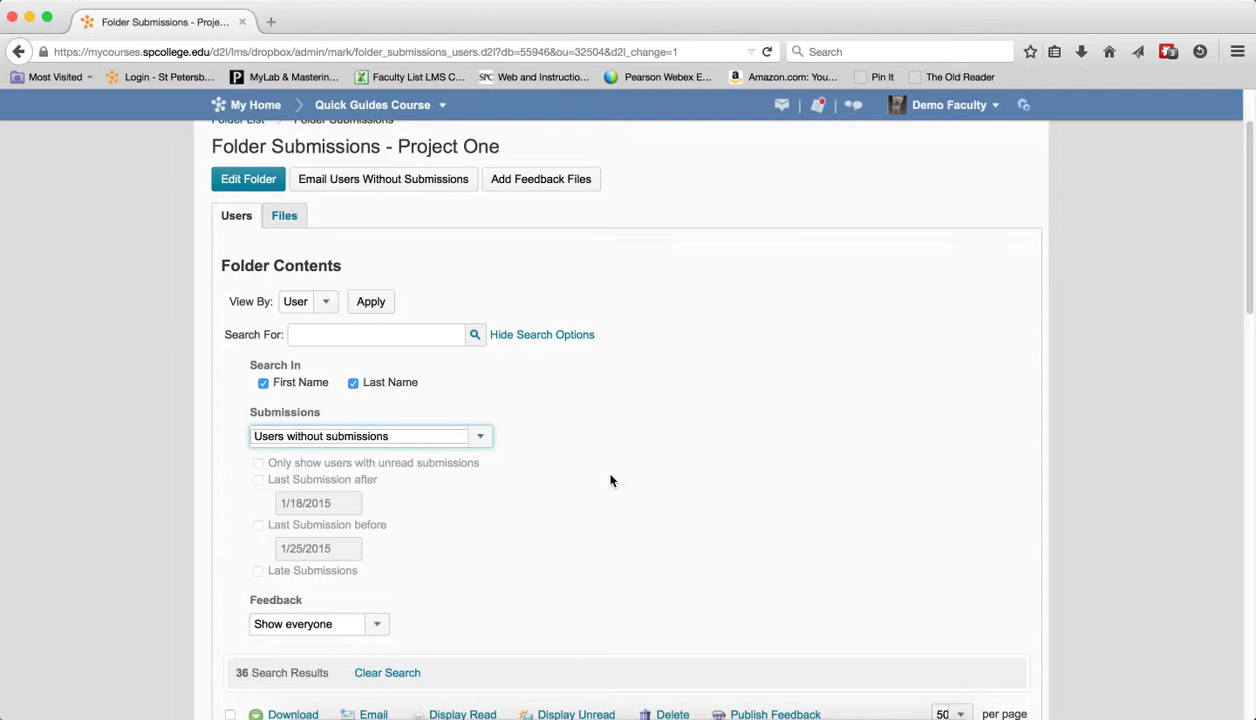 Folder Submissions - Proje...
https://mycourses.spcollege.edu/d2l/lms/dropbox/admin/mark/folder_submissions_users.d2l?db=55946&ou=32504&d2l_change=1
Search
Most Visited
Login - St Petersb...
MyLab & Mastering...
Faculty List LMS C...
SPC Web and Instructio...
Pearson Webex E...
Amazon.com: You...
Pin It
The Old Reader
My Home
Quick Guides Course
Demo Faculty
Folder List
Folder Submissions
Folder Submissions - Project One
Edit Folder
Email Users Without Submissions
Add Feedback Files
Users
Files
Folder Contents
View By: User
Apply
Search For:
Hide Search Options
Search In
First Name
Last Name
Submissions
Users without submissions
Only show users with unread submissions
Last Submission after
1/18/2015
Last Submission before
1/25/2015
Late Submissions
Feedback
Show everyone
36 Search Results
Clear Search
Download
Email
Display Read
Display Unread
Delete
Publish Feedback
50
per page